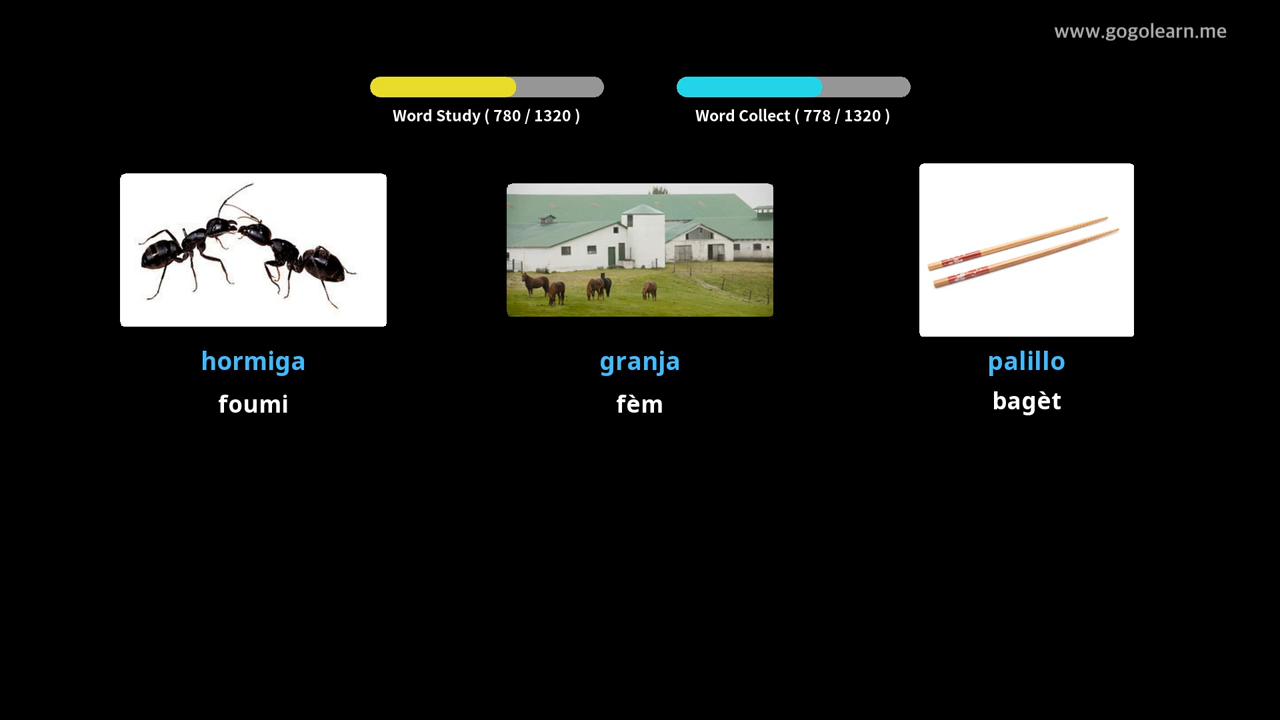 www.gogolearn.me
Word Study ( 780 / 1320 )
Word Collect ( 778 / 1320 )
hormiga
granja
palillo
foumi
fèm
bagèt